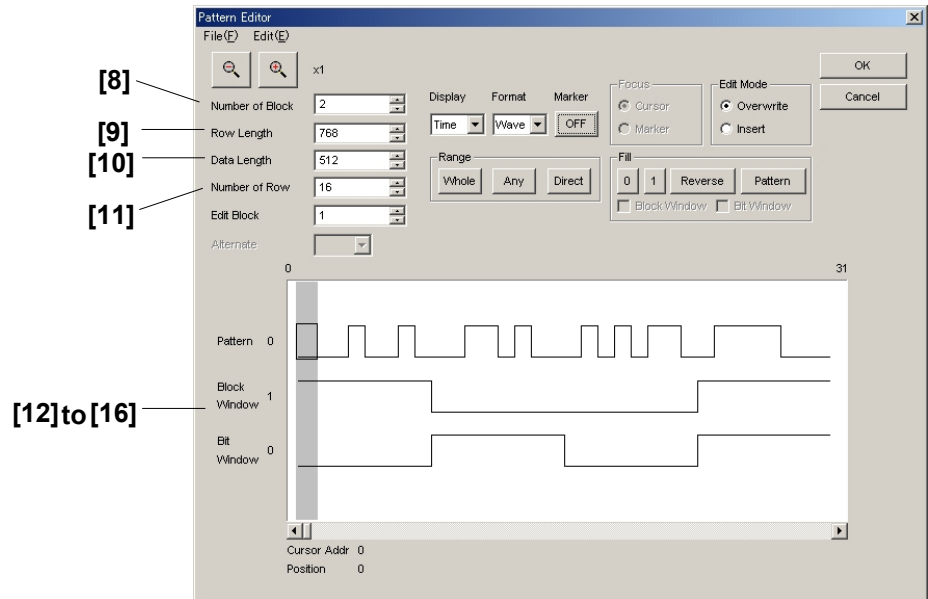 Pattern Editor
File(F) Edit(E)
x1
[8]
Number of Block 2
[9]
Row Length 768
[10]
Data Length 512
[11]
Number of Row 16
Edit Block 1
Alternate
Display Format Marker
Time Wave OFF
Range
Whole Any Direct
Focus
Cursor
Marker
Edit Mode
Overwrite
Insert
Fill
0 1 Reverse Pattern
Block Window Bit Window
OK
Cancel
0 31
Pattern 0
Block
Window 1
[12] to [16]
Bit
Window 0
Cursor Addr 0
Position 0